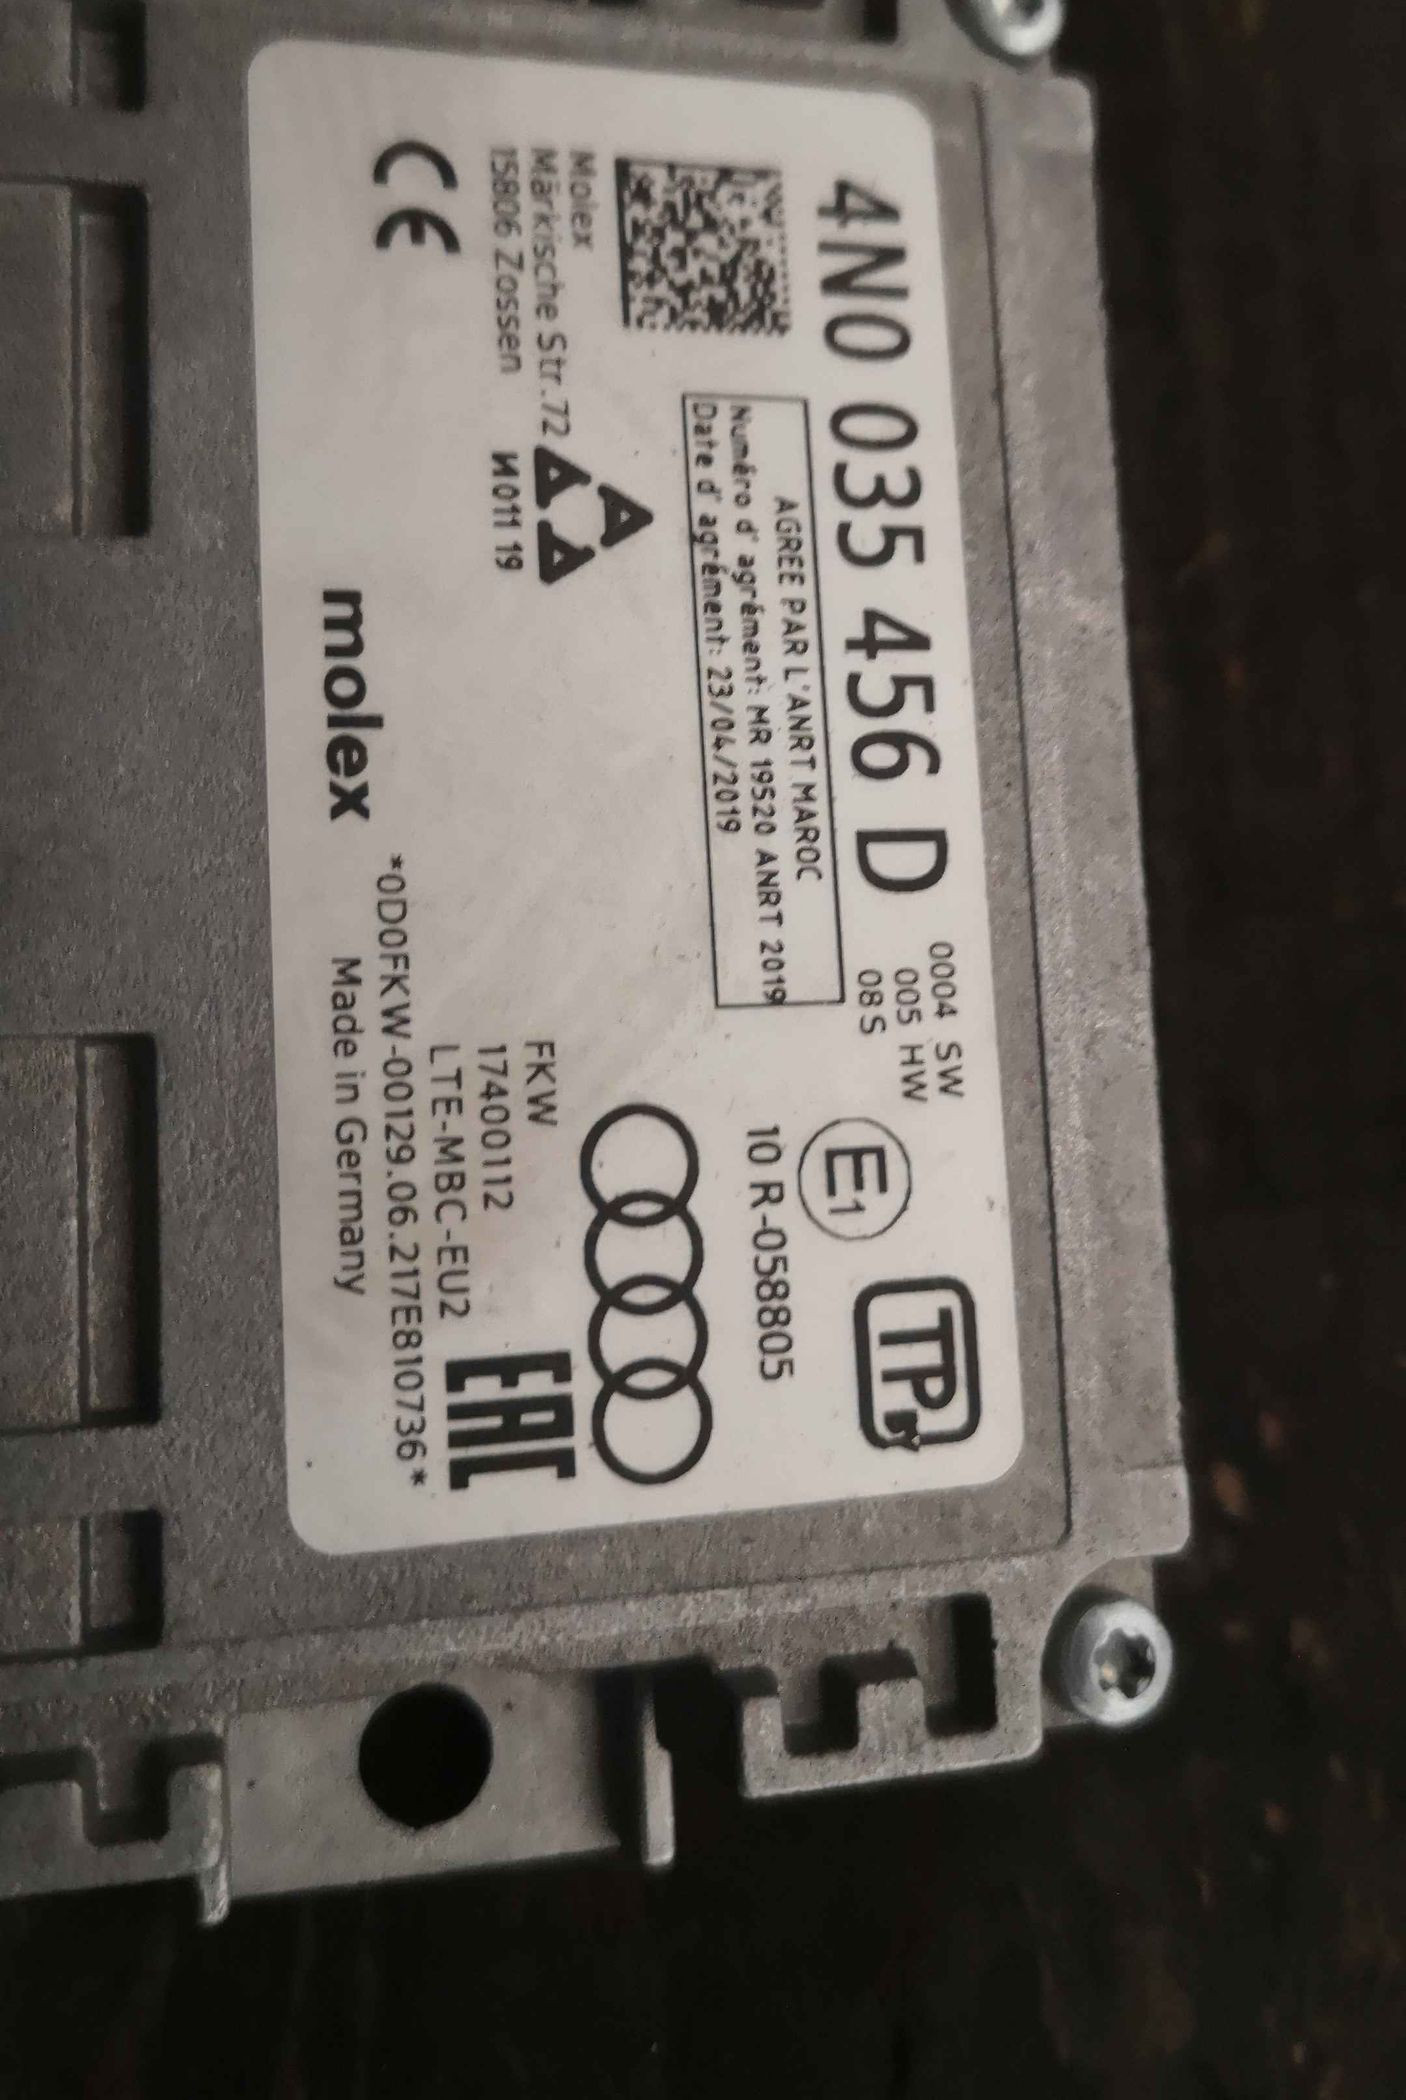 4N0 035 456 D
0004 SW
005 HW
08S
TP
BY
E1
10 R-058805
AGREE PAR L'ANRT MAROC
Numéro d' agrément: MR 19520 ANRT 2019
Date d' agrément: 23/04/2019
Molex
Märkische Str.72
15806 Zossen
И011 19
CE
FKW
17400112
LTE-MBC-EU2
EAC
*0D0FKW-00129.06.217E810736*
molex
Made in Germany